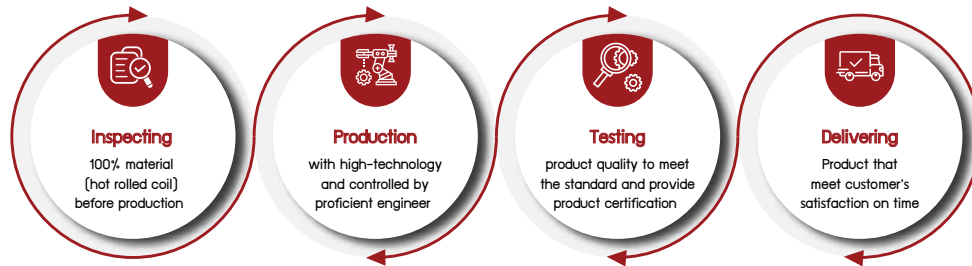 Inspecting
100% material
(hot rolled coil)
before production
Production
with high-technology
and controlled by
proficient engineer
Testing
product quality to meet
the standard and provide
product certification
Delivering
Product that
meet customer's
satisfaction on time